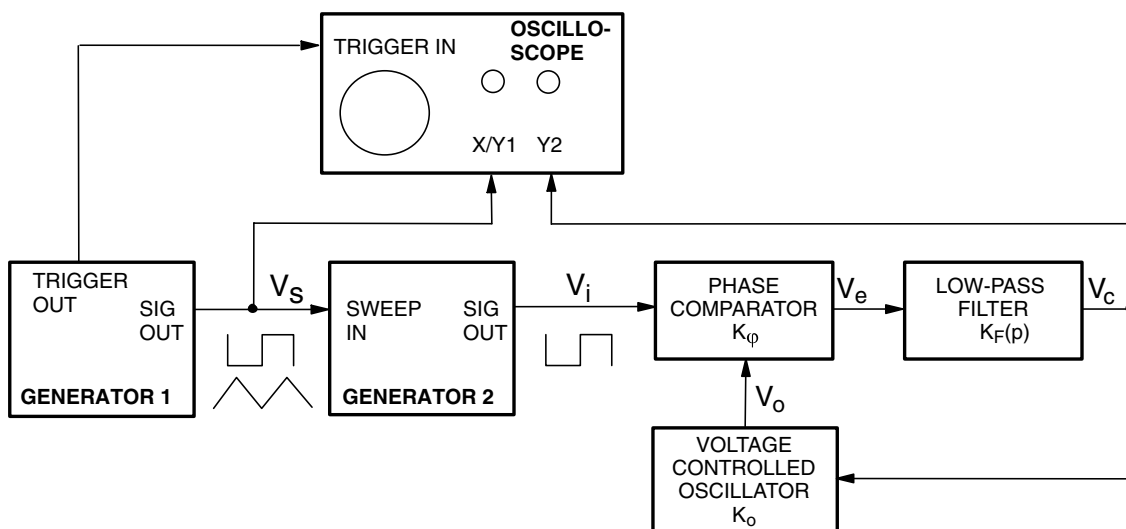 OSCILLO-
SCOPE
TRIGGER IN
X/Y1 Y2
TRIGGER
OUT
SIG
OUT
GENERATOR 1
Vs
SWEEP
IN
SIG
OUT
GENERATOR 2
Vi
PHASE
COMPARATOR
Kφ
Ve
LOW-PASS
FILTER
KF(p)
Vc
Vo
VOLTAGE
CONTROLLED
OSCILLATOR
Ko